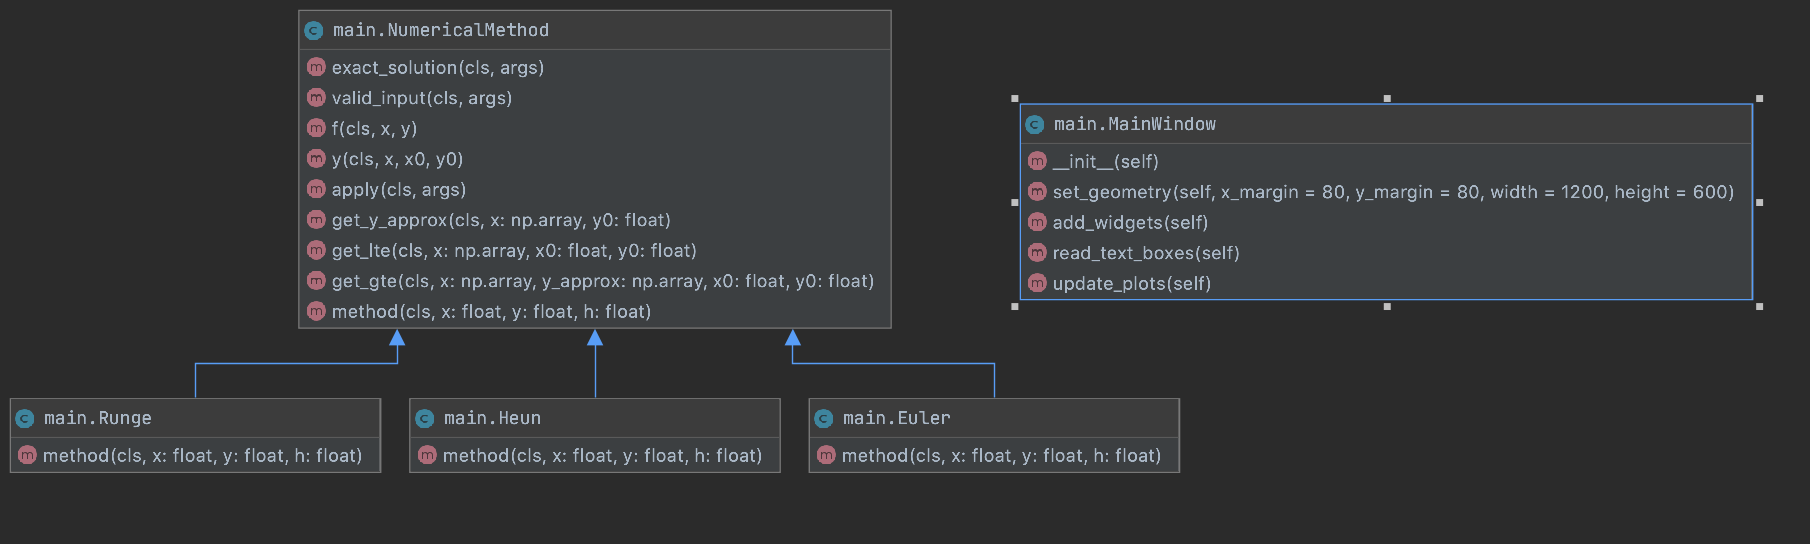 main.NumericalMethod
exact_solution(cls, args)
valid_input(cls, args)
f(cls, x, y)
y(cls, x, x0, y0)
apply(cls, args)
get_y_approx(cls, x: np.array, y0: float)
get_lte(cls, x: np.array, x0: float, y0: float)
get_gte(cls, x: np.array, y_approx: np.array, x0: float, y0: float)
method(cls, x: float, y: float, h: float)
main.MainWindow
__init__(self)
set_geometry(self, x_margin = 80, y_margin = 80, width = 1200, height = 600)
add_widgets(self)
read_text_boxes(self)
update_plots(self)
main.Runge
method(cls, x: float, y: float, h: float)
main.Heun
method(cls, x: float, y: float, h: float)
main.Euler
method(cls, x: float, y: float, h: float)